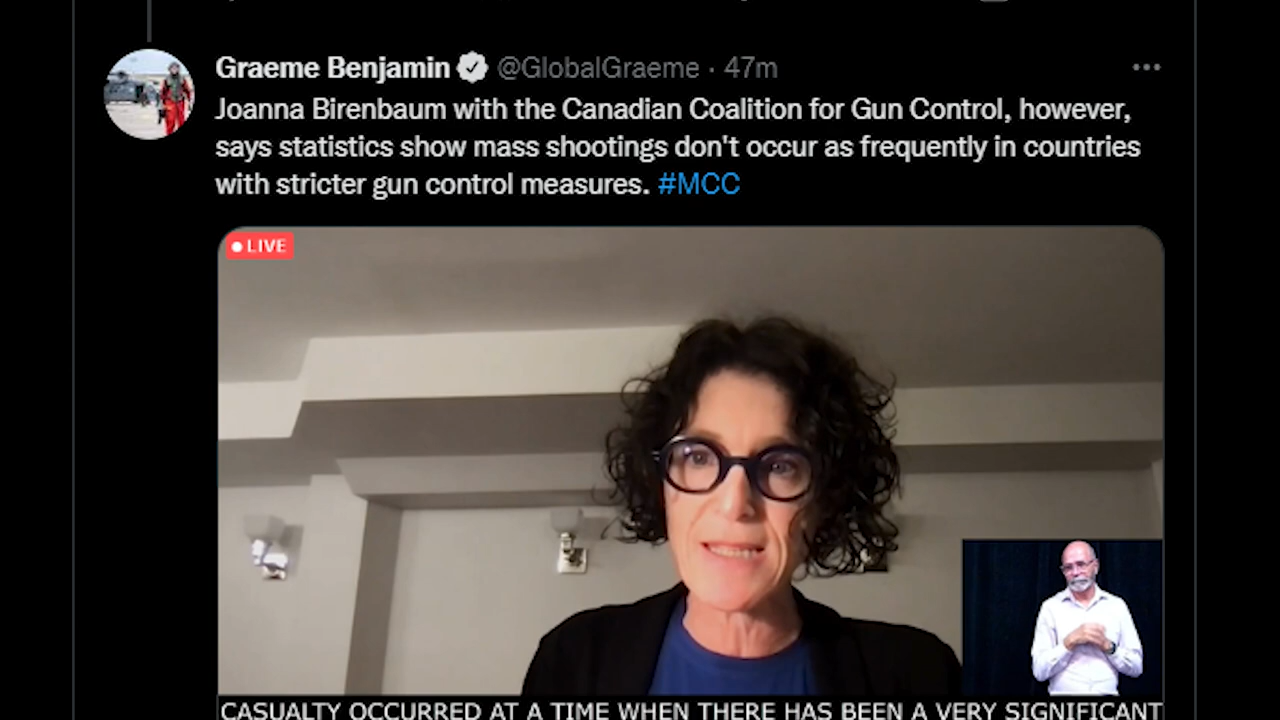 Graeme Benjamin @GlobalGraeme · 47m
Joanna Birenbaum with the Canadian Coalition for Gun Control, however,
says statistics show mass shootings don't occur as frequently in countries
with stricter gun control measures. #MCC
LIVE
CASUALTY OCCURRED AT A TIME WHEN THERE HAS BEEN A VERY SIGNIFICANT